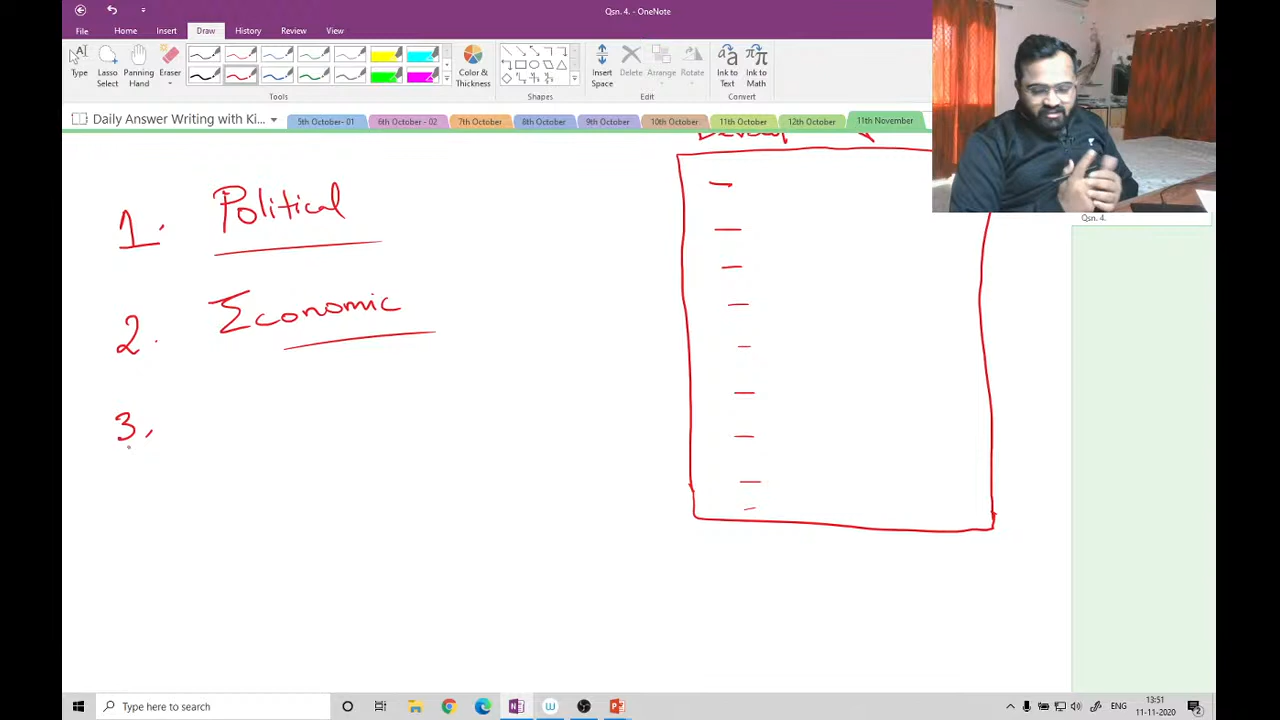 Qsn. 4. - OneNote
File Home Insert Draw History Review View
Type
Lasso Select
Panning Hand
Eraser
Color & Thickness
Insert Space
Delete
Arrange
Rotate
Ink to Text
Ink to Math
Tools
Shapes
Edit
Convert
Daily Answer Writing with Ki...
5th October- 01
6th October - 02
7th October
8th October
9th October
10th October
11th October
12th October
11th November
Qsn. 4.
1. Political
2. Economic
3.
Type here to search
ENG
13:51
11-11-2020
2